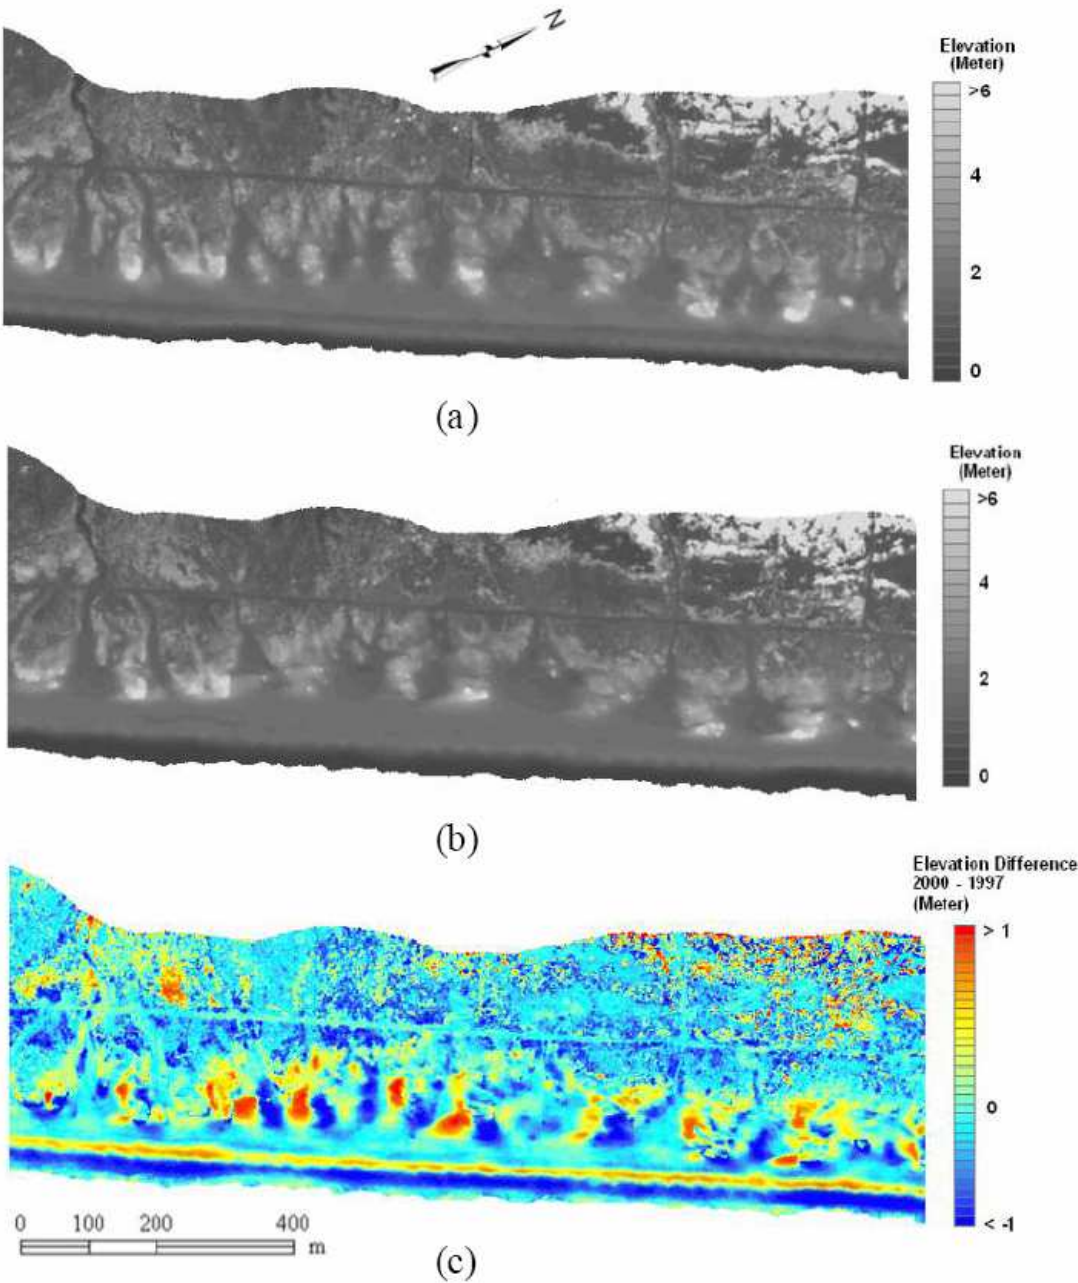 N
Elevation
(Meter)
>6
4
2
0
(a)
Elevation
(Meter)
>6
4
2
0
(b)
Elevation Difference
2000 - 1997
(Meter)
> 1
0
< -1
0 100 200 400
m
(c)